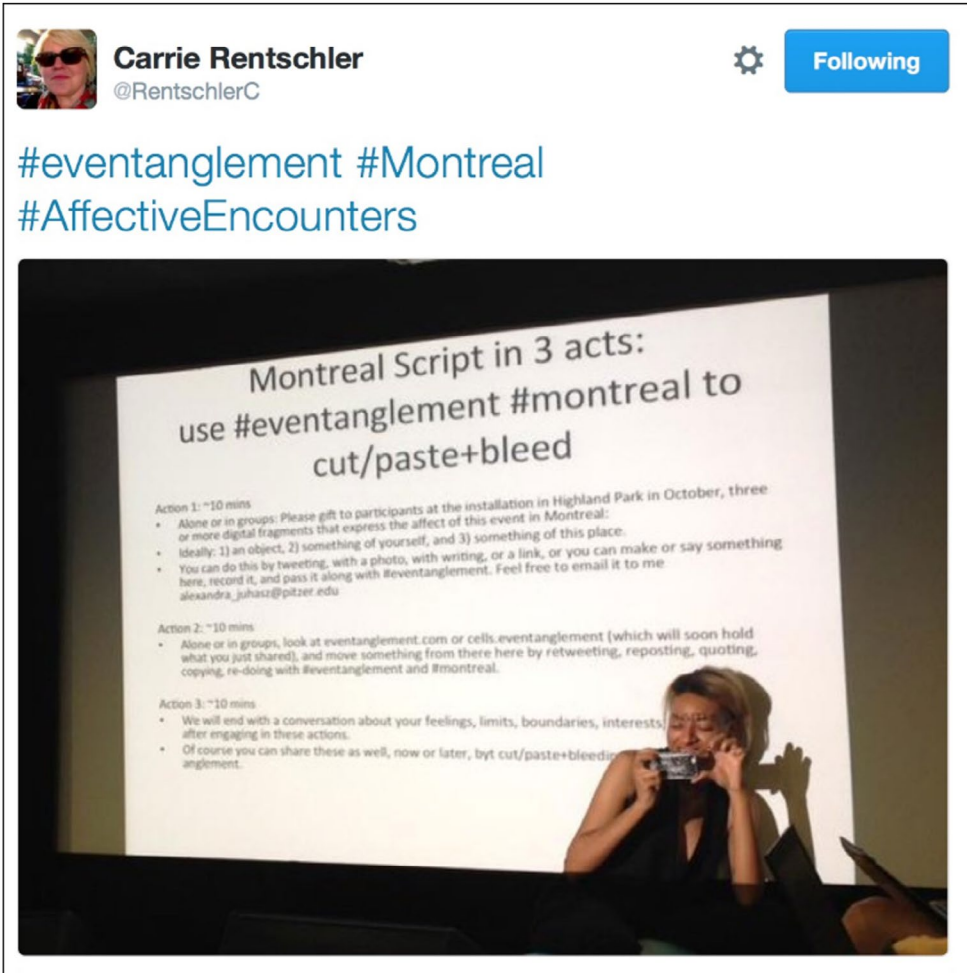 Carrie Rentschler
@RentschlerC
Following
#eventanglement #Montreal
#AffectiveEncounters
Montreal Script in 3 acts:
use #eventanglement #montreal to
cut/paste+bleed
Action 1: ~10 mins
• Alone or in groups: Please gift to participants at the installation in Highland Park in October, three
or more digital fragments that express the affect of this event in Montreal:
• Ideally: 1) an object, 2) something of yourself, and 3) something of this place.
• You can do this by tweeting, with a photo, with writing, or a link, or you can make or say something
here, record it, and pass it along with #eventanglement. Feel free to email it to me
alexandra_juhasz@pitzer.edu
Action 2: ~10 mins
• Alone or in groups, look at eventanglement.com or cells.eventanglement (which will soon hold
what you just shared), and move something from there here by retweeting, reposting, quoting,
copying, re-doing with #eventanglement and #montreal.
Action 3: ~10 mins
• We will end with a conversation about your feelings, limits, boundaries, interests
after engaging in these actions.
• Of course you can share these as well, now or later, byt cut/paste+bleedin
anglement.